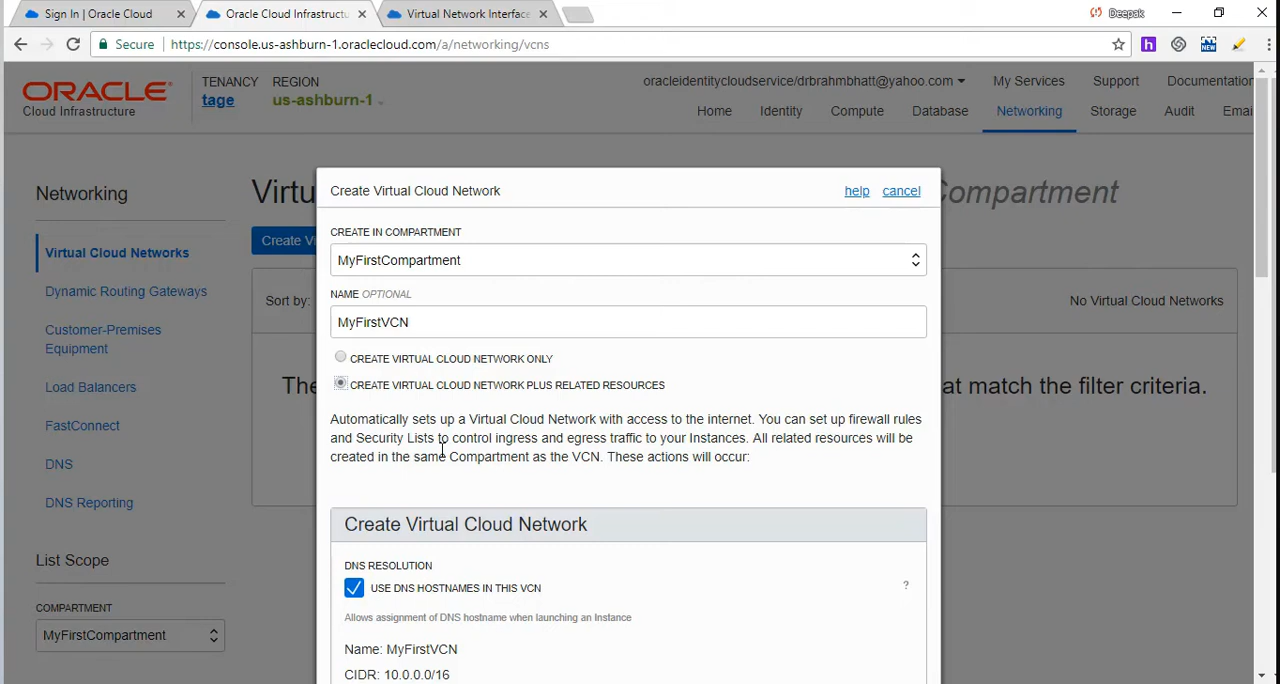 Sign In | Oracle Cloud
Oracle Cloud Infrastructu
Virtual Network Interface
Deepak
Secure
https://console.us-ashburn-1.oraclecloud.com/a/networking/vcns
NEW
ORACLE
Cloud Infrastructure
TENANCY
tage
REGION
us-ashburn-1
oracleidentitycloudservice/drbrahmbhatt@yahoo.com
My Services
Support
Documentation
Home
Identity
Compute
Database
Networking
Storage
Audit
Emai
Networking
Virtual Cloud Networks
Dynamic Routing Gateways
Customer-Premises
Equipment
Load Balancers
FastConnect
DNS
DNS Reporting
List Scope
COMPARTMENT
MyFirstCompartment
Virtu
Compartment
Create Vi
Sort by:
No Virtual Cloud Networks
The
at match the filter criteria.
Create Virtual Cloud Network
help
cancel
CREATE IN COMPARTMENT
MyFirstCompartment
NAME OPTIONAL
MyFirstVCN
CREATE VIRTUAL CLOUD NETWORK ONLY
CREATE VIRTUAL CLOUD NETWORK PLUS RELATED RESOURCES
Automatically sets up a Virtual Cloud Network with access to the internet. You can set up firewall rules
and Security Lists to control ingress and egress traffic to your Instances. All related resources will be
created in the same Compartment as the VCN. These actions will occur:
Create Virtual Cloud Network
DNS RESOLUTION
USE DNS HOSTNAMES IN THIS VCN
?
Allows assignment of DNS hostname when launching an Instance
Name: MyFirstVCN
CIDR: 10.0.0.0/16